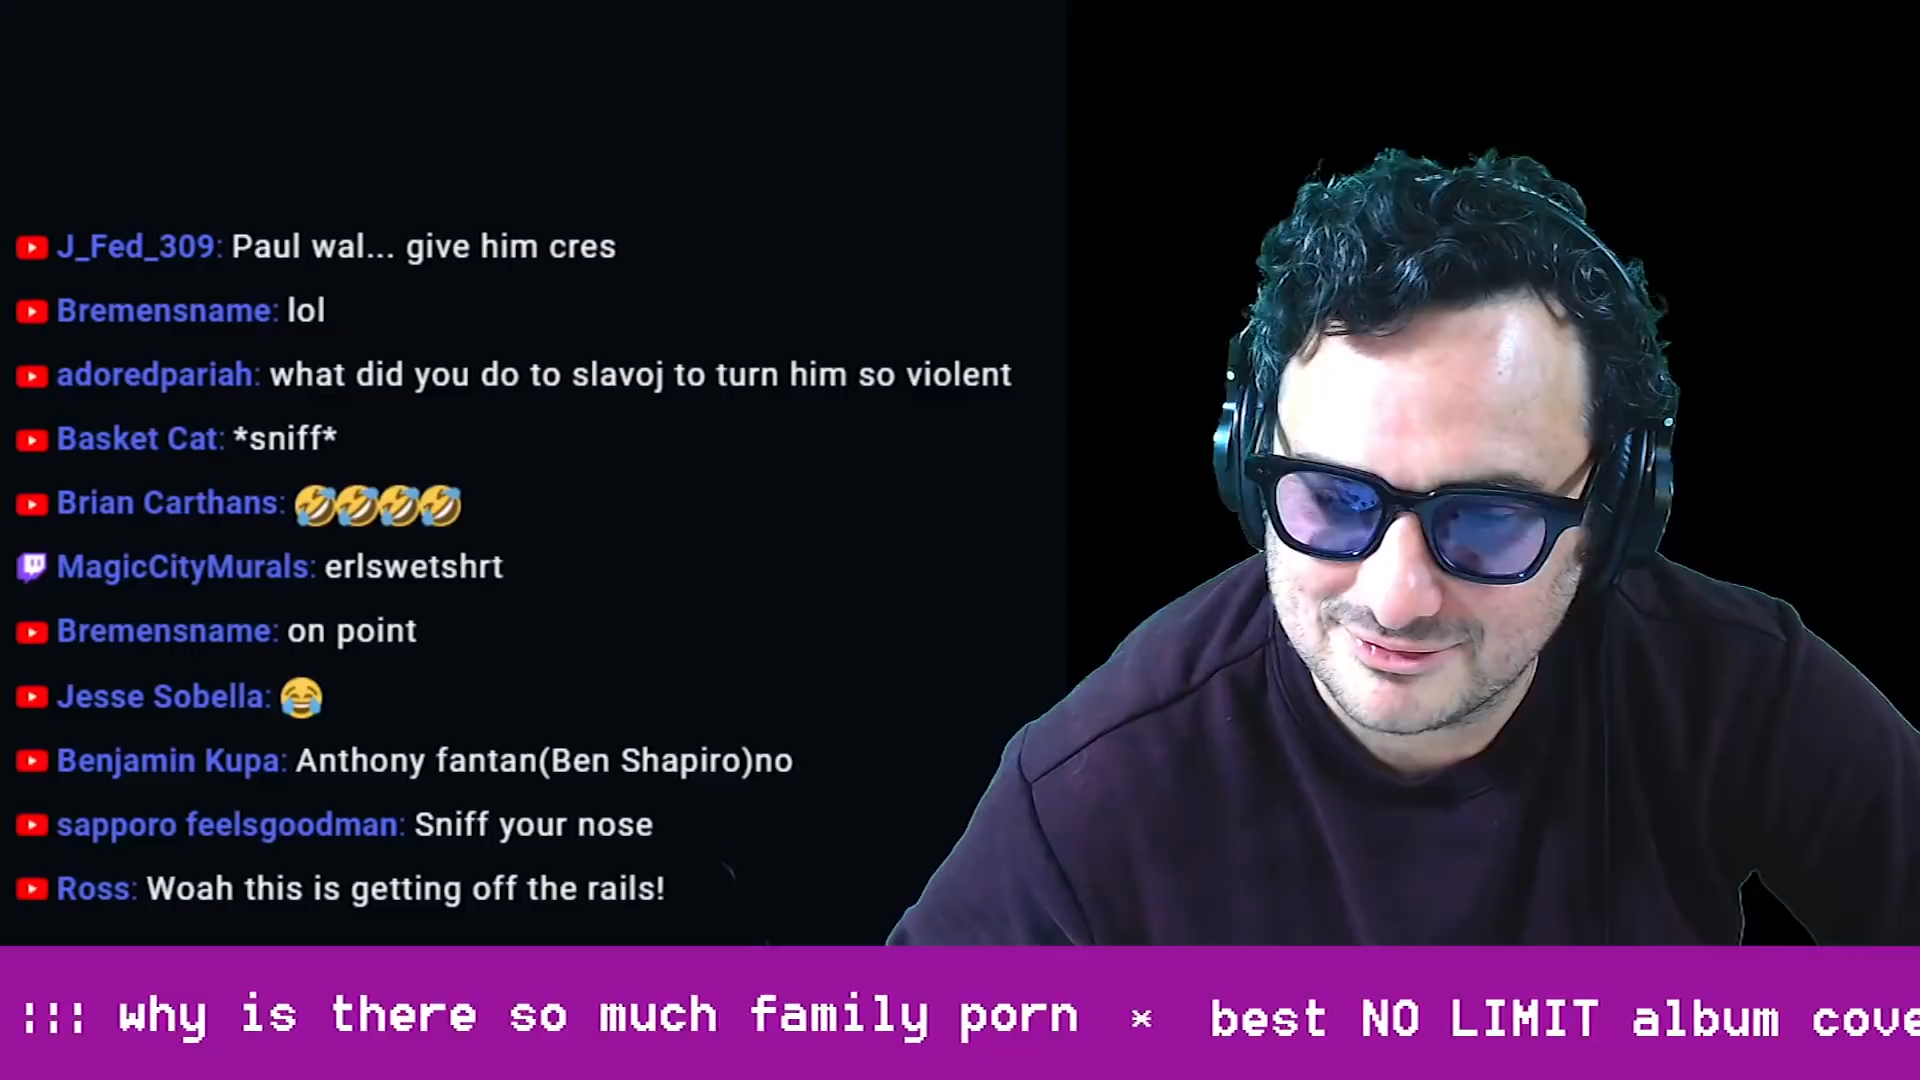 J_Fed_309: Paul wal... give him cres
Bremensname: lol
adoredpariah: what did you do to slavoj to turn him so violent
Basket Cat: *sniff*
Brian Carthans: 🤣🤣🤣🤣
MagicCityMurals: erlswetshrt
Bremensname: on point
Jesse Sobella: 😂
Benjamin Kupa: Anthony fantan(Ben Shapiro)no
sapporo feelsgoodman: Sniff your nose
Ross: Woah this is getting off the rails!
::: why is there so much family porn × best NO LIMIT album cove